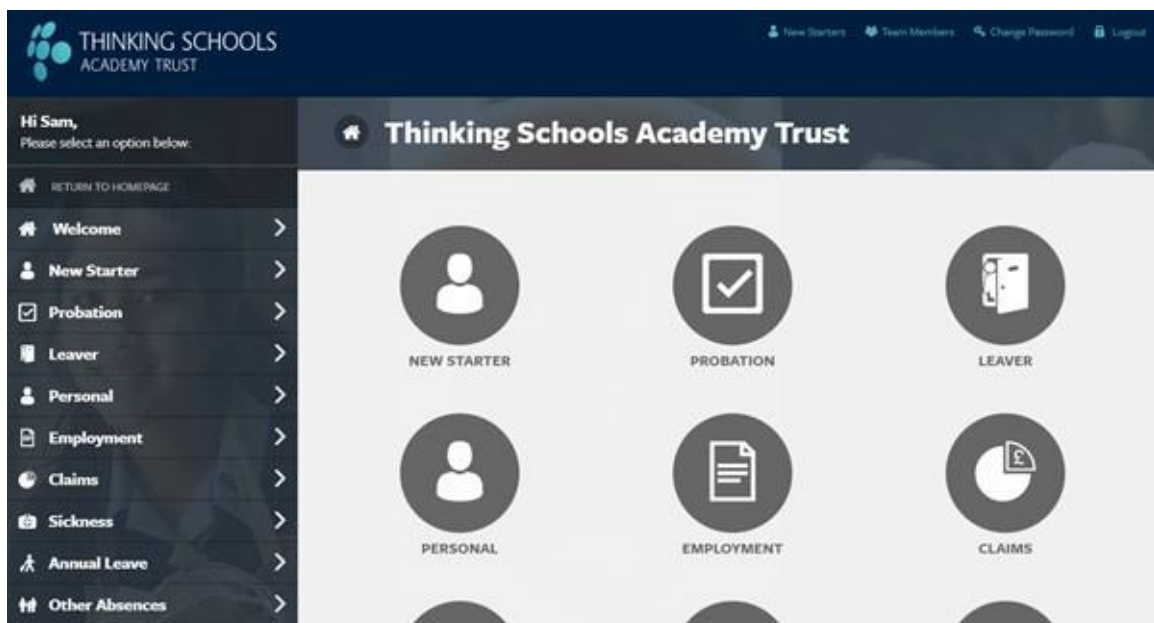 THINKING SCHOOLS
ACADEMY TRUST
New Starters Team Members Change Password Logout
Hi Sam,
Please select an option below:
Thinking Schools Academy Trust
RETURN TO HOMEPAGE
Welcome
New Starter
Probation
Leaver
Personal
Employment
Claims
Sickness
Annual Leave
Other Absences
NEW STARTER
PROBATION
LEAVER
PERSONAL
EMPLOYMENT
£
CLAIMS